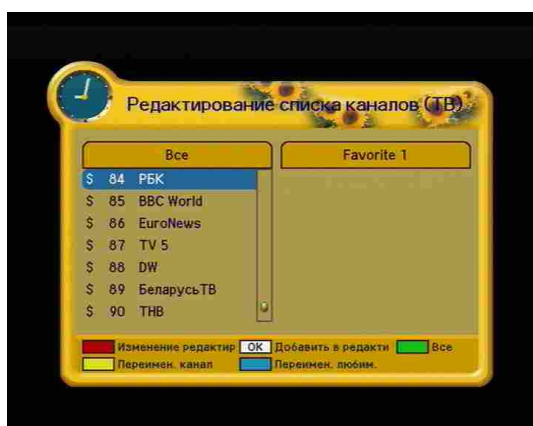 Редактирование списка каналов (ТВ)
Все Favorite 1
$ 84 РБК
$ 85 BBC World
$ 86 EuroNews
$ 87 TV 5
$ 88 DW
$ 89 БеларусьТВ
$ 90 ТНВ
Изменение редактир OK Добавить в редакти Все
Переимен. канал Переимен. любим.